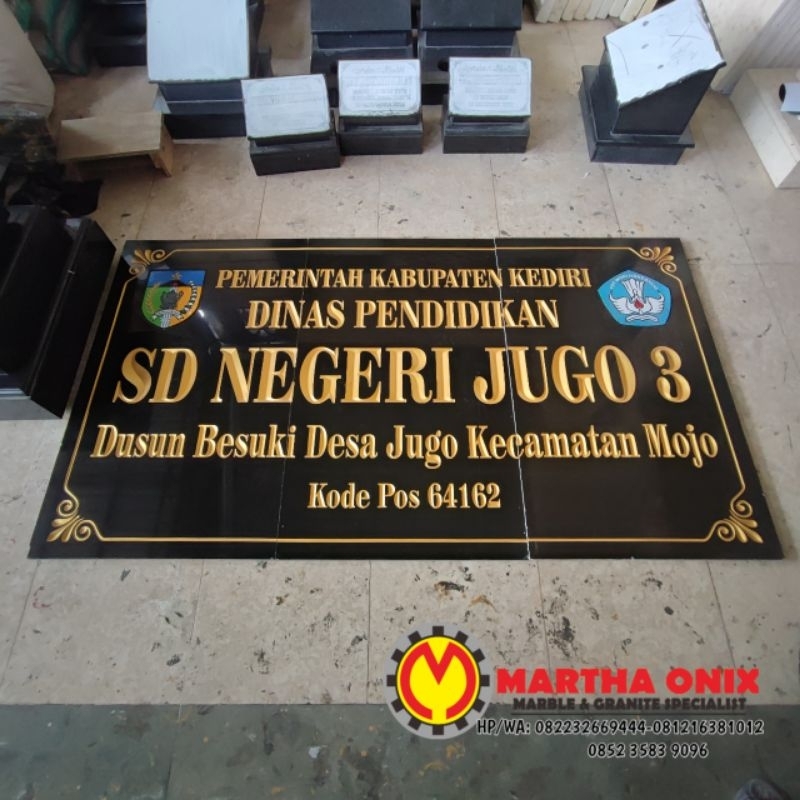 PEMERINTAH KABUPATEN KEDIRI
DINAS PENDIDIKAN
SD NEGERI JUGO 3
Dusun Besuki Desa Jugo Kecamatan Mojo
Kode Pos 64162
MARTHA ONIX
MARBLE & GRANITE SPECIALIST
HP/WA: 082232669444-081216381012
0852 3583 9096